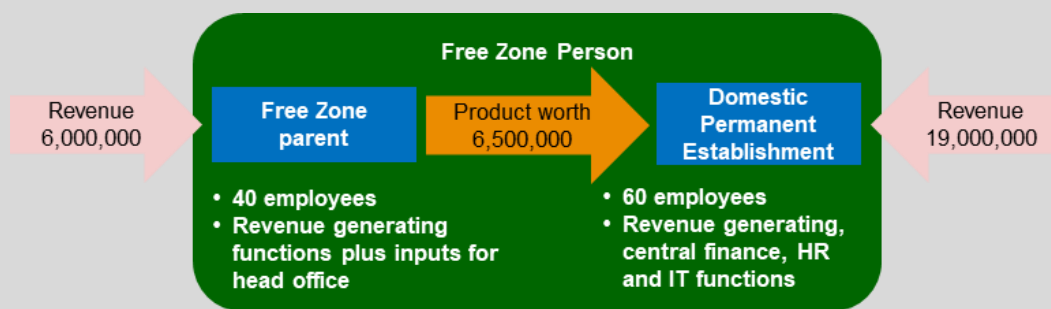 Free Zone Person
Revenue
6,000,000
Free Zone
parent
Product worth
6,500,000
Domestic
Permanent
Establishment
Revenue
19,000,000
• 40 employees
• Revenue generating
functions plus inputs for
head office
• 60 employees
• Revenue generating,
central finance, HR
and IT functions